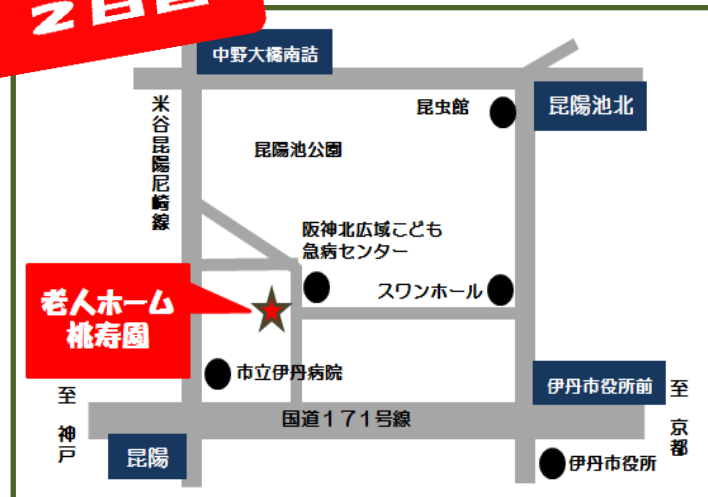 中野大橋南詰
昆虫館
昆陽池北
米谷昆陽尼崎線
昆陽池公園
阪神北広域こども
急病センター
スワンホール
老人ホーム
桃寿園
市立伊丹病院
伊丹市役所前
至 神戸
至 京都
国道171号線
昆陽
伊丹市役所